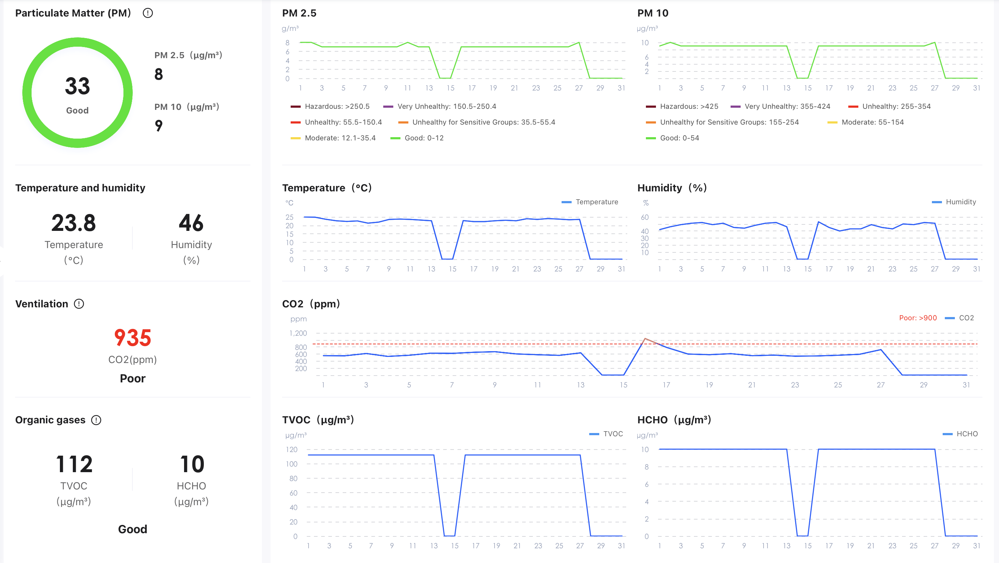 Particulate Matter (PM)
33
Good
PM 2.5（μg/m³）
8
PM 10（μg/m³）
9
Temperature and humidity
23.8
Temperature
(°C)
46
Humidity
(%)
Ventilation
935
CO2(ppm)
Poor
Organic gases
112
TVOC
(μg/m³)
10
HCHO
(μg/m³)
Good
PM 2.5
g/m³
8
6
4
2
0
1 3 5 7 9 11 13 15 17 19 21 23 25 27 29 31
Hazardous: >250.5 Very Unhealthy: 150.5-250.4
Unhealthy: 55.5-150.4 Unhealthy for Sensitive Groups: 35.5-55.4
Moderate: 12.1-35.4 Good: 0-12
PM 10
μg/m³
10
6
4
2
1 3 5 7 9 11 13 15 17 19 21 23 25 27 29 31
Hazardous: >425 Very Unhealthy: 355-424 Unhealthy: 255-354
Unhealthy for Sensitive Groups: 155-254 Moderate: 55-154
Good: 0-54
Temperature（°C）
°C Temperature
25
20
15
10
5
0
1 3 5 7 9 11 13 15 17 19 21 23 25 27 29 31
Humidity（%）
% Humidity
60
40
30
20
10
1 3 5 7 9 11 13 15 17 19 21 23 25 27 29 31
CO2（ppm）
ppm Poor: >900 CO2
1,200
800
600
400
200
1 3 5 7 9 11 13 15 17 19 21 23 25 27 29 31
TVOC（μg/m³）
μg/m³ TVOC
120
100
80
60
40
20
0
1 3 5 7 9 11 13 15 17 19 21 23 25 27 29 31
HCHO（μg/m³）
μg/m³ HCHO
10
8
6
4
2
0
1 3 5 7 9 11 13 15 17 19 21 23 25 27 29 31